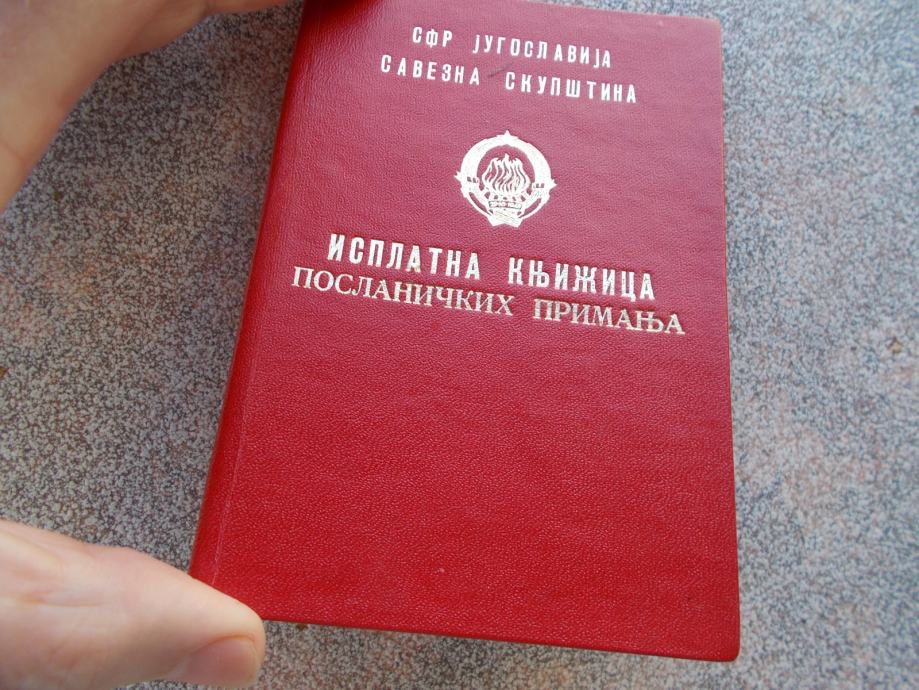 СФР ЈУГОСЛАВИЈА
САВЕЗНА СКУПШТИНА
ИСПЛАТНА КЊИЖИЦА
ПОСЛАНИЧКИХ ПРИМАЊА